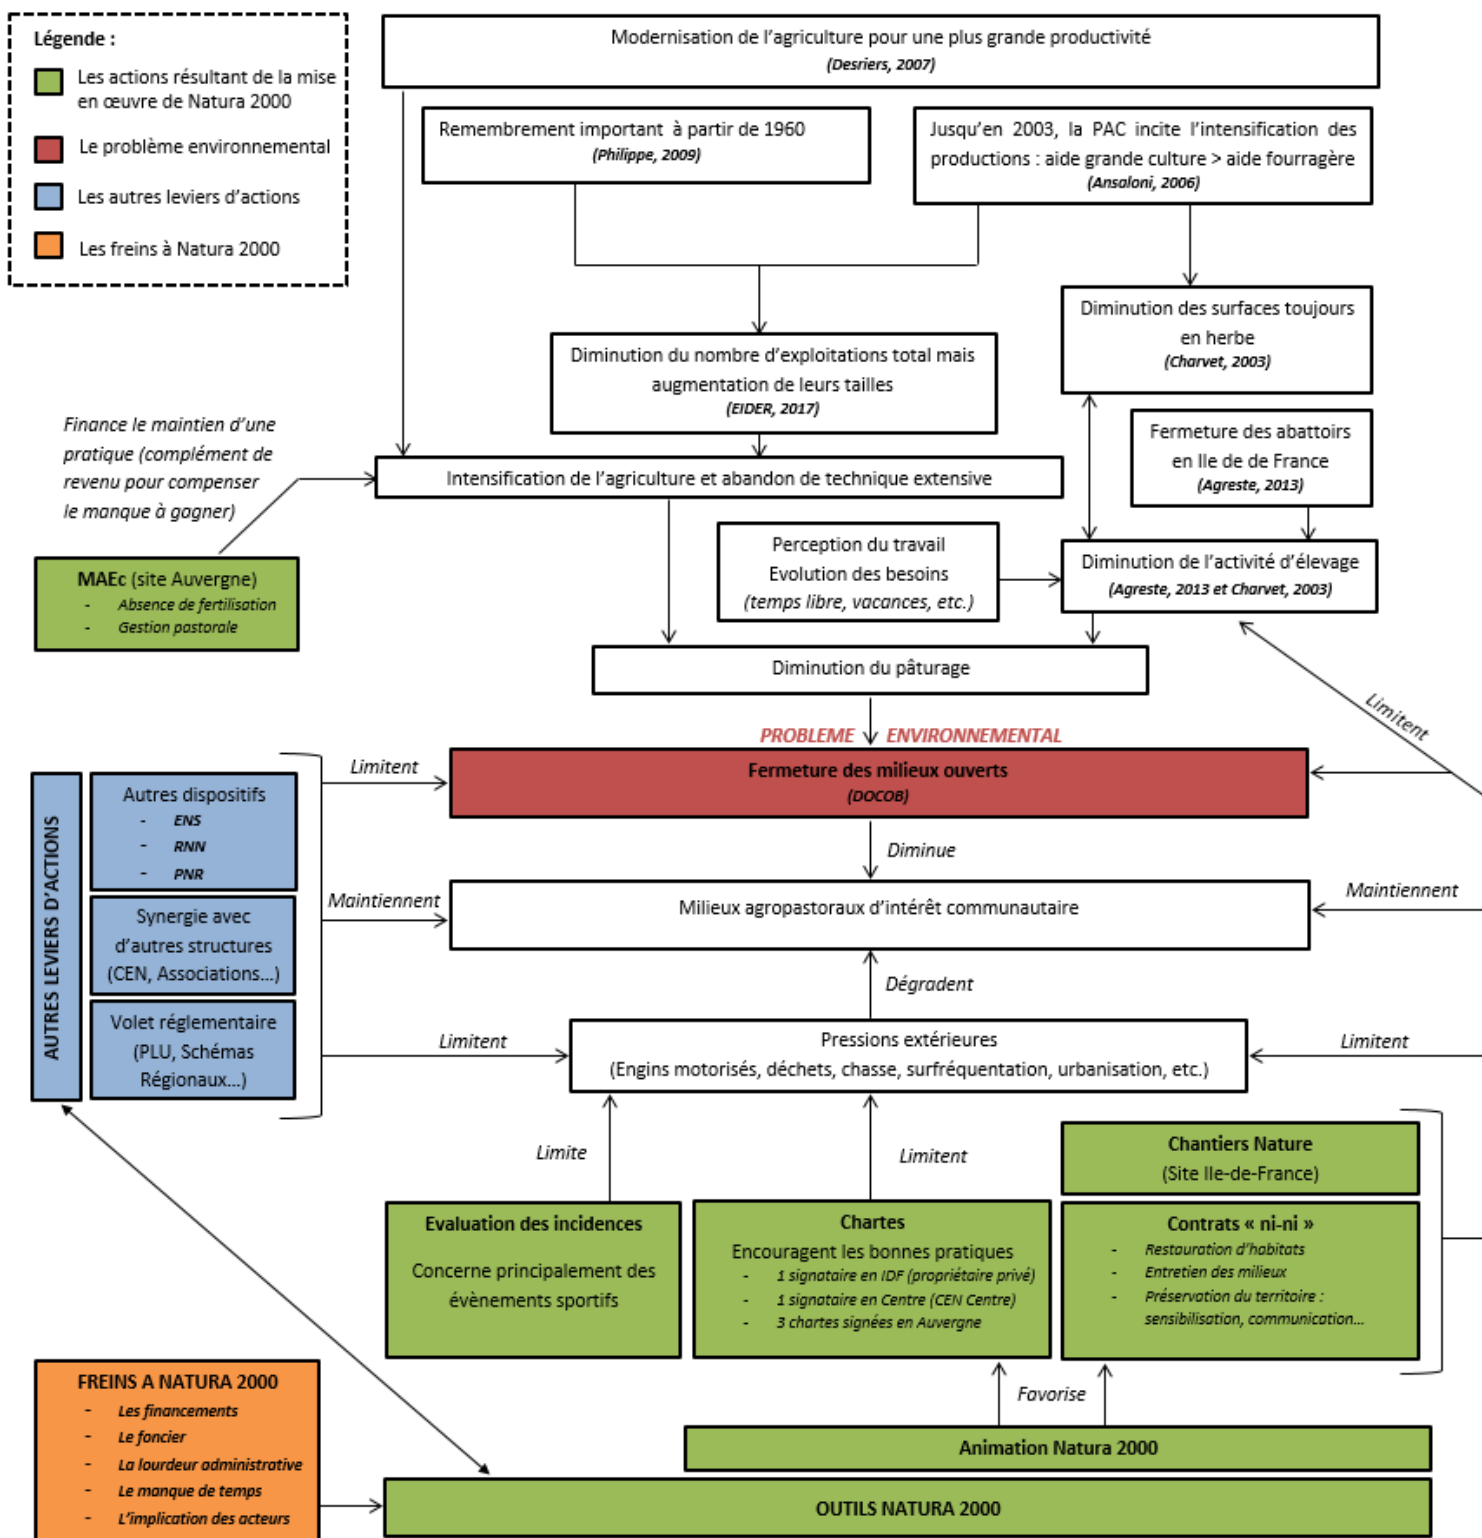 Légende :
Les actions résultant de la mise
en œuvre de Natura 2000
Le problème environnemental
Les autres leviers d'actions
Les freins à Natura 2000
Modernisation de l'agriculture pour une plus grande productivité
(Desriers, 2007)
Remembrement important à partir de 1960
(Philippe, 2009)
Jusqu'en 2003, la PAC incite l'intensification des
productions : aide grande culture > aide fourragère
(Ansaloni, 2006)
Diminution des surfaces toujours
en herbe
(Charvet, 2003)
Diminution du nombre d'exploitations total mais
augmentation de leurs tailles
(EIDER, 2017)
Fermeture des abattoirs
en Ile de de France
(Agreste, 2013)
Finance le maintien d'une
pratique (complément de
revenu pour compenser
le manque à gagner)
Intensification de l'agriculture et abandon de technique extensive
MAEc (site Auvergne)
- Absence de fertilisation
- Gestion pastorale
Perception du travail
Evolution des besoins
(temps libre, vacances, etc.)
Diminution de l'activité d'élevage
(Agreste, 2013 et Charvet, 2003)
Diminution du pâturage
Limitent
PROBLEME ENVIRONNEMENTAL
Limitent
Fermeture des milieux ouverts
(DOCOB)
AUTRES LEVIERS D'ACTIONS
Autres dispositifs
- ENS
- RNN
- PNR
Diminue
Maintiennent
Milieux agropastoraux d'intérêt communautaire
Maintiennent
Synergie avec
d'autres structures
(CEN, Associations...)
Dégradent
Volet réglementaire
(PLU, Schémas
Régionaux...)
Limitent
Pressions extérieures
(Engins motorisés, déchets, chasse, surfréquentation, urbanisation, etc.)
Limitent
Limite
Limitent
Chantiers Nature
(Site Ile-de-France)
Evaluation des incidences
Concerne principalement des
évènements sportifs
Chartes
Encouragent les bonnes pratiques
- 1 signataire en IDF (propriétaire privé)
- 1 signataire en Centre (CEN Centre)
- 3 chartes signées en Auvergne
Contrats « ni-ni »
- Restauration d'habitats
- Entretien des milieux
- Préservation du territoire :
sensibilisation, communication...
Favorise
FREINS A NATURA 2000
- Les financements
- Le foncier
- La lourdeur administrative
- Le manque de temps
- L'implication des acteurs
Animation Natura 2000
OUTILS NATURA 2000